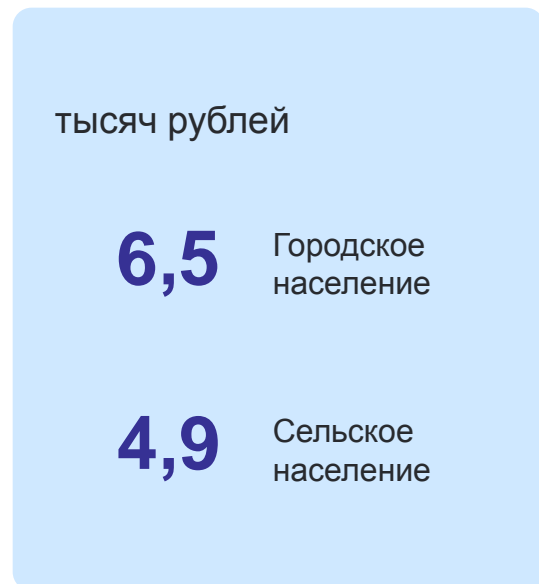 тысяч рублей
6,5
Городское
население
4,9
Сельское
население